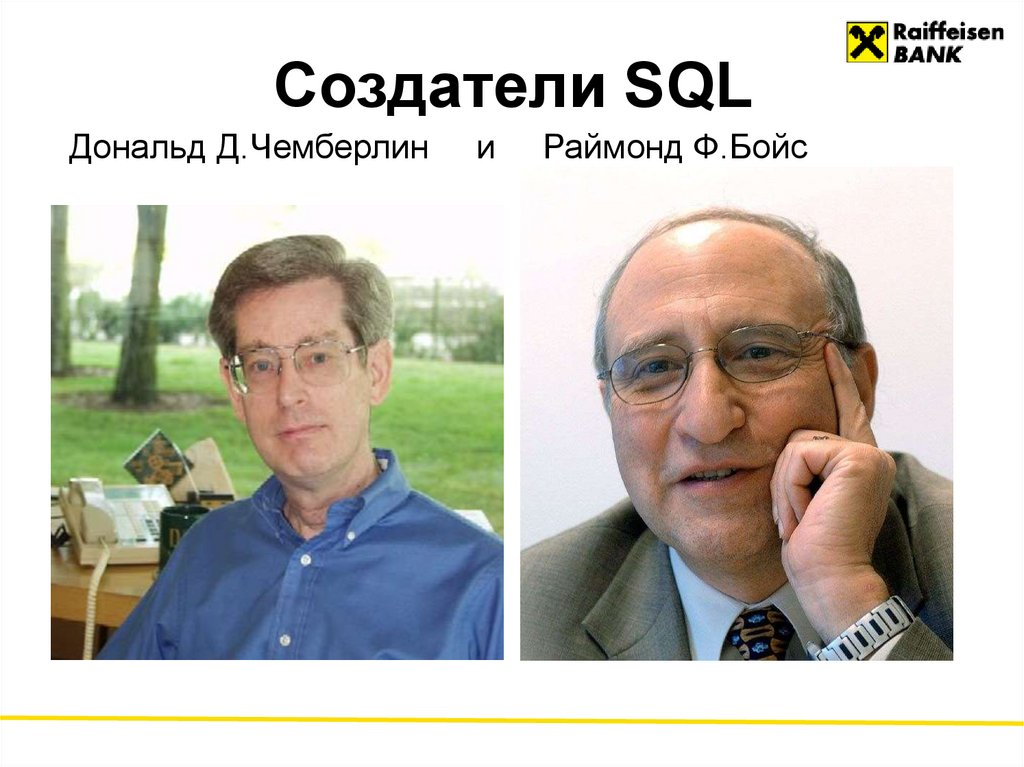 Raiffeisen
BANK
Создатели SQL
Дональд Д.Чемберлин и Раймонд Ф.Бойс